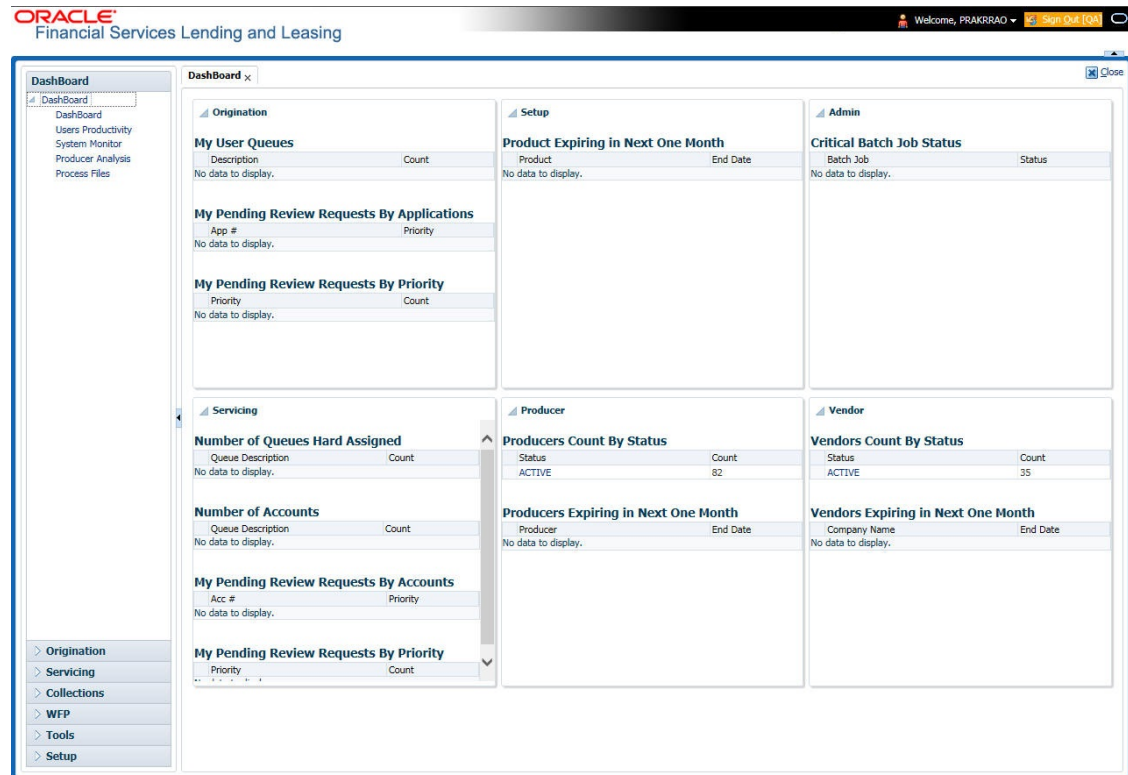 ORACLE
Financial Services Lending and Leasing
Welcome, PRAKRRAO
Sign Out [QA]
DashBoard
DashBoard
DashBoard
Users Productivity
System Monitor
Producer Analysis
Process Files
Origination
Servicing
Collections
WFP
Tools
Setup
DashBoard
Close
Origination
My User Queues
Description Count
No data to display.
My Pending Review Requests By Applications
App # Priority
No data to display.
My Pending Review Requests By Priority
Priority Count
No data to display.
Setup
Product Expiring in Next One Month
Product End Date
No data to display.
Admin
Critical Batch Job Status
Batch Job Status
No data to display.
Servicing
Number of Queues Hard Assigned
Queue Description Count
No data to display.
Number of Accounts
Queue Description Count
No data to display.
My Pending Review Requests By Accounts
Acc # Priority
No data to display.
My Pending Review Requests By Priority
Priority Count
Producer
Producers Count By Status
Status Count
ACTIVE 82
Producers Expiring in Next One Month
Producer End Date
No data to display.
Vendor
Vendors Count By Status
Status Count
ACTIVE 35
Vendors Expiring in Next One Month
Company Name End Date
No data to display.